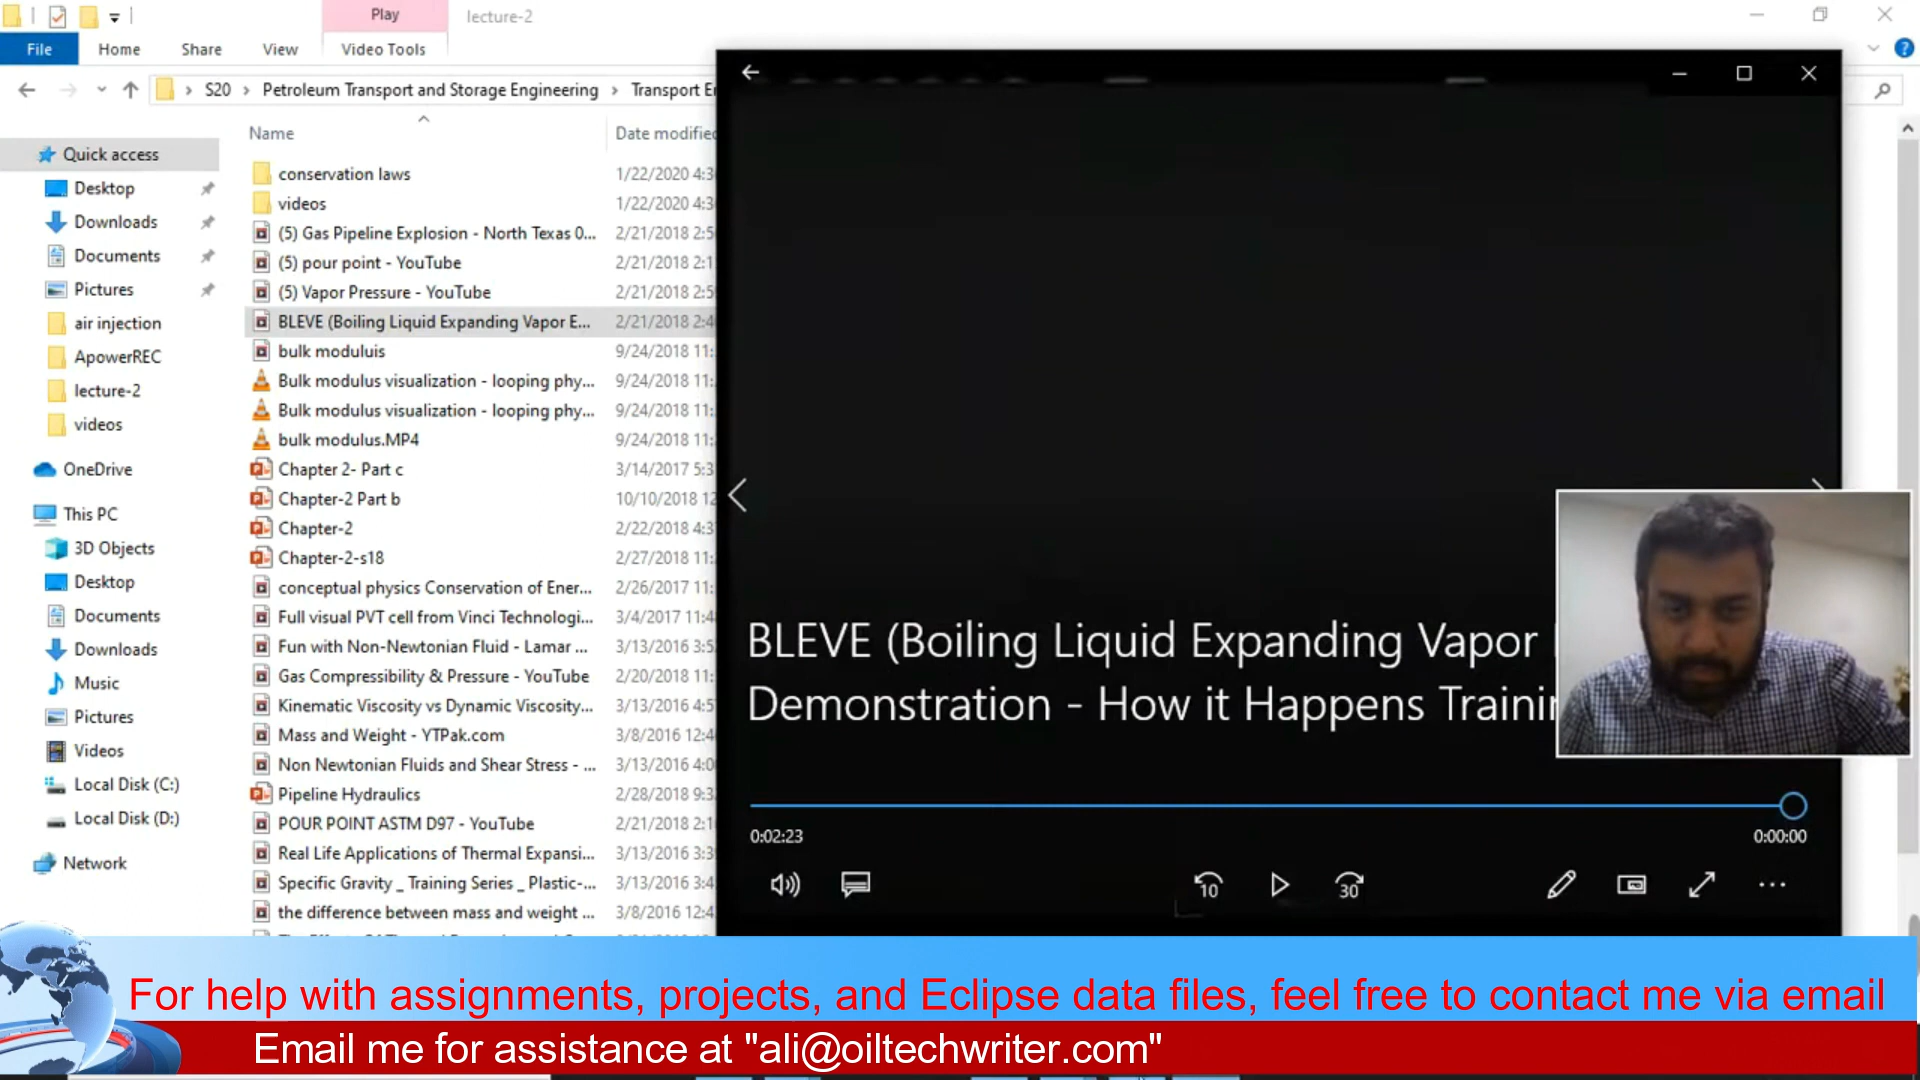 Play
lecture-2
File
Home
Share
View
Video Tools
S20
Petroleum Transport and Storage Engineering
Transport
Name
Date modified
Quick access
Desktop
Downloads
Documents
Pictures
air injection
ApowerREC
lecture-2
videos
OneDrive
This PC
3D Objects
Desktop
Documents
Downloads
Music
Pictures
Videos
Local Disk (C:)
Local Disk (D:)
Network
conservation laws 1/22/2020
videos 1/22/2020
(5) Gas Pipeline Explosion - North Texas 0... 2/21/2018
(5) pour point - YouTube 2/21/2018
(5) Vapor Pressure - YouTube 2/21/2018
BLEVE (Boiling Liquid Expanding Vapor E... 2/21/2018
bulk moduluis 9/24/2018
Bulk modulus visualization - looping phy... 9/24/2018
Bulk modulus visualization - looping phy... 9/24/2018
bulk modulus.MP4 9/24/2018
Chapter 2- Part c 3/14/2017
Chapter-2 Part b 10/10/2018
Chapter-2 2/22/2018
Chapter-2-s18 2/27/2018
conceptual physics Conservation of Ener... 2/26/2017
Full visual PVT cell from Vinci Technologi... 3/4/2017
Fun with Non-Newtonian Fluid - Lamar ... 3/13/2016
Gas Compressibility & Pressure - YouTube 2/20/2018
Kinematic Viscosity vs Dynamic Viscosity... 3/13/2016
Mass and Weight - YTPak.com 3/8/2016
Non Newtonian Fluids and Shear Stress - ... 3/13/2016
Pipeline Hydraulics 2/28/2018
POUR POINT ASTM D97 - YouTube 2/21/2018
Real Life Applications of Thermal Expansi... 3/13/2016
Specific Gravity _ Training Series _ Plastic-... 3/13/2016
the difference between mass and weight ... 3/8/2016
BLEVE (Boiling Liquid Expanding Vapor
Demonstration - How it Happens
0:02:23
0:00:00
10
30
For help with assignments, projects, and Eclipse data files, feel free to contact me via email
Email me for assistance at "ali@oiltechwriter.com"